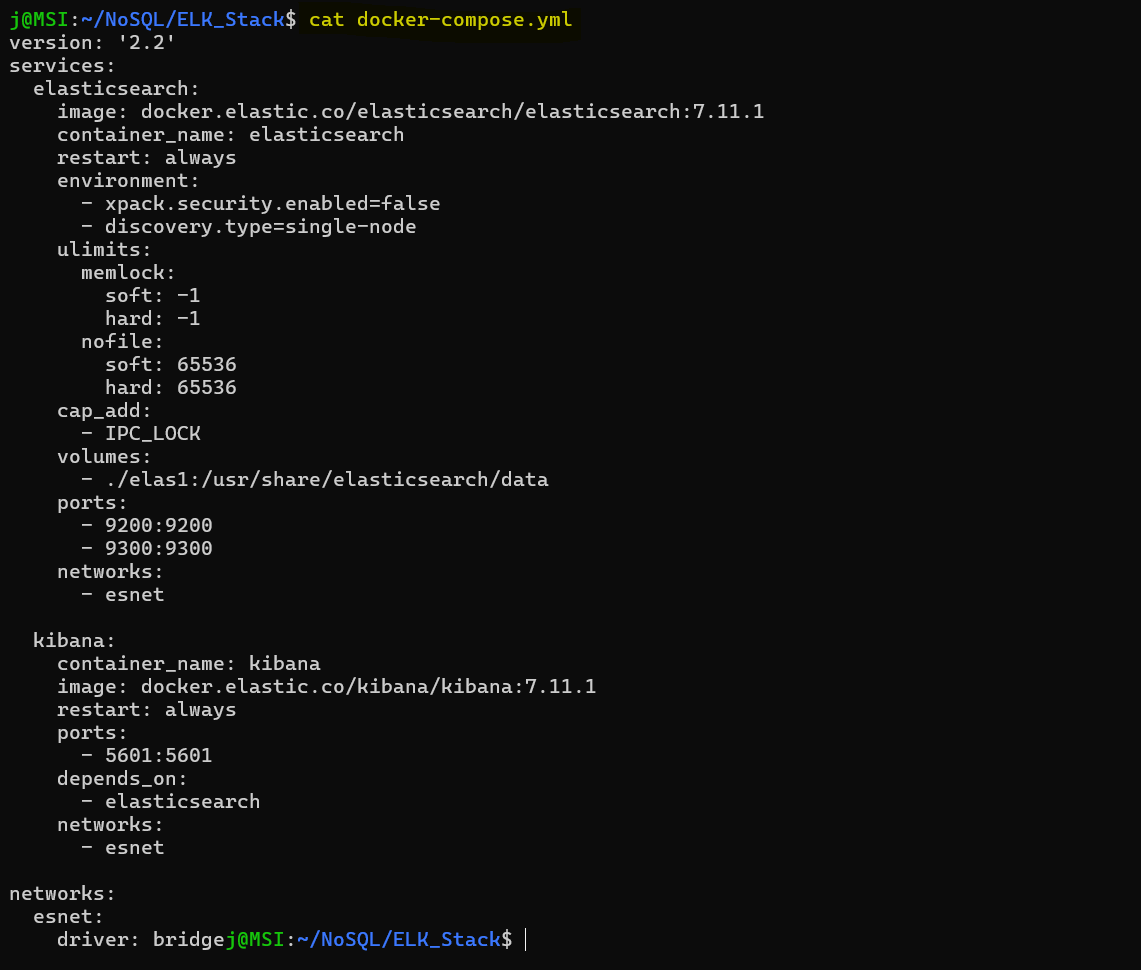 j@MSI:~/NoSQL/ELK_Stack$ cat docker-compose.yml
version: '2.2'
services:
  elasticsearch:
    image: docker.elastic.co/elasticsearch/elasticsearch:7.11.1
    container_name: elasticsearch
    restart: always
    environment:
      - xpack.security.enabled=false
      - discovery.type=single-node
    ulimits:
      memlock:
        soft: -1
        hard: -1
      nofile:
        soft: 65536
        hard: 65536
    cap_add:
      - IPC_LOCK
    volumes:
      - ./elas1:/usr/share/elasticsearch/data
    ports:
      - 9200:9200
      - 9300:9300
    networks:
      - esnet

  kibana:
    container_name: kibana
    image: docker.elastic.co/kibana/kibana:7.11.1
    restart: always
    ports:
      - 5601:5601
    depends_on:
      - elasticsearch
    networks:
      - esnet

networks:
  esnet:
    driver: bridgej@MSI:~/NoSQL/ELK_Stack$